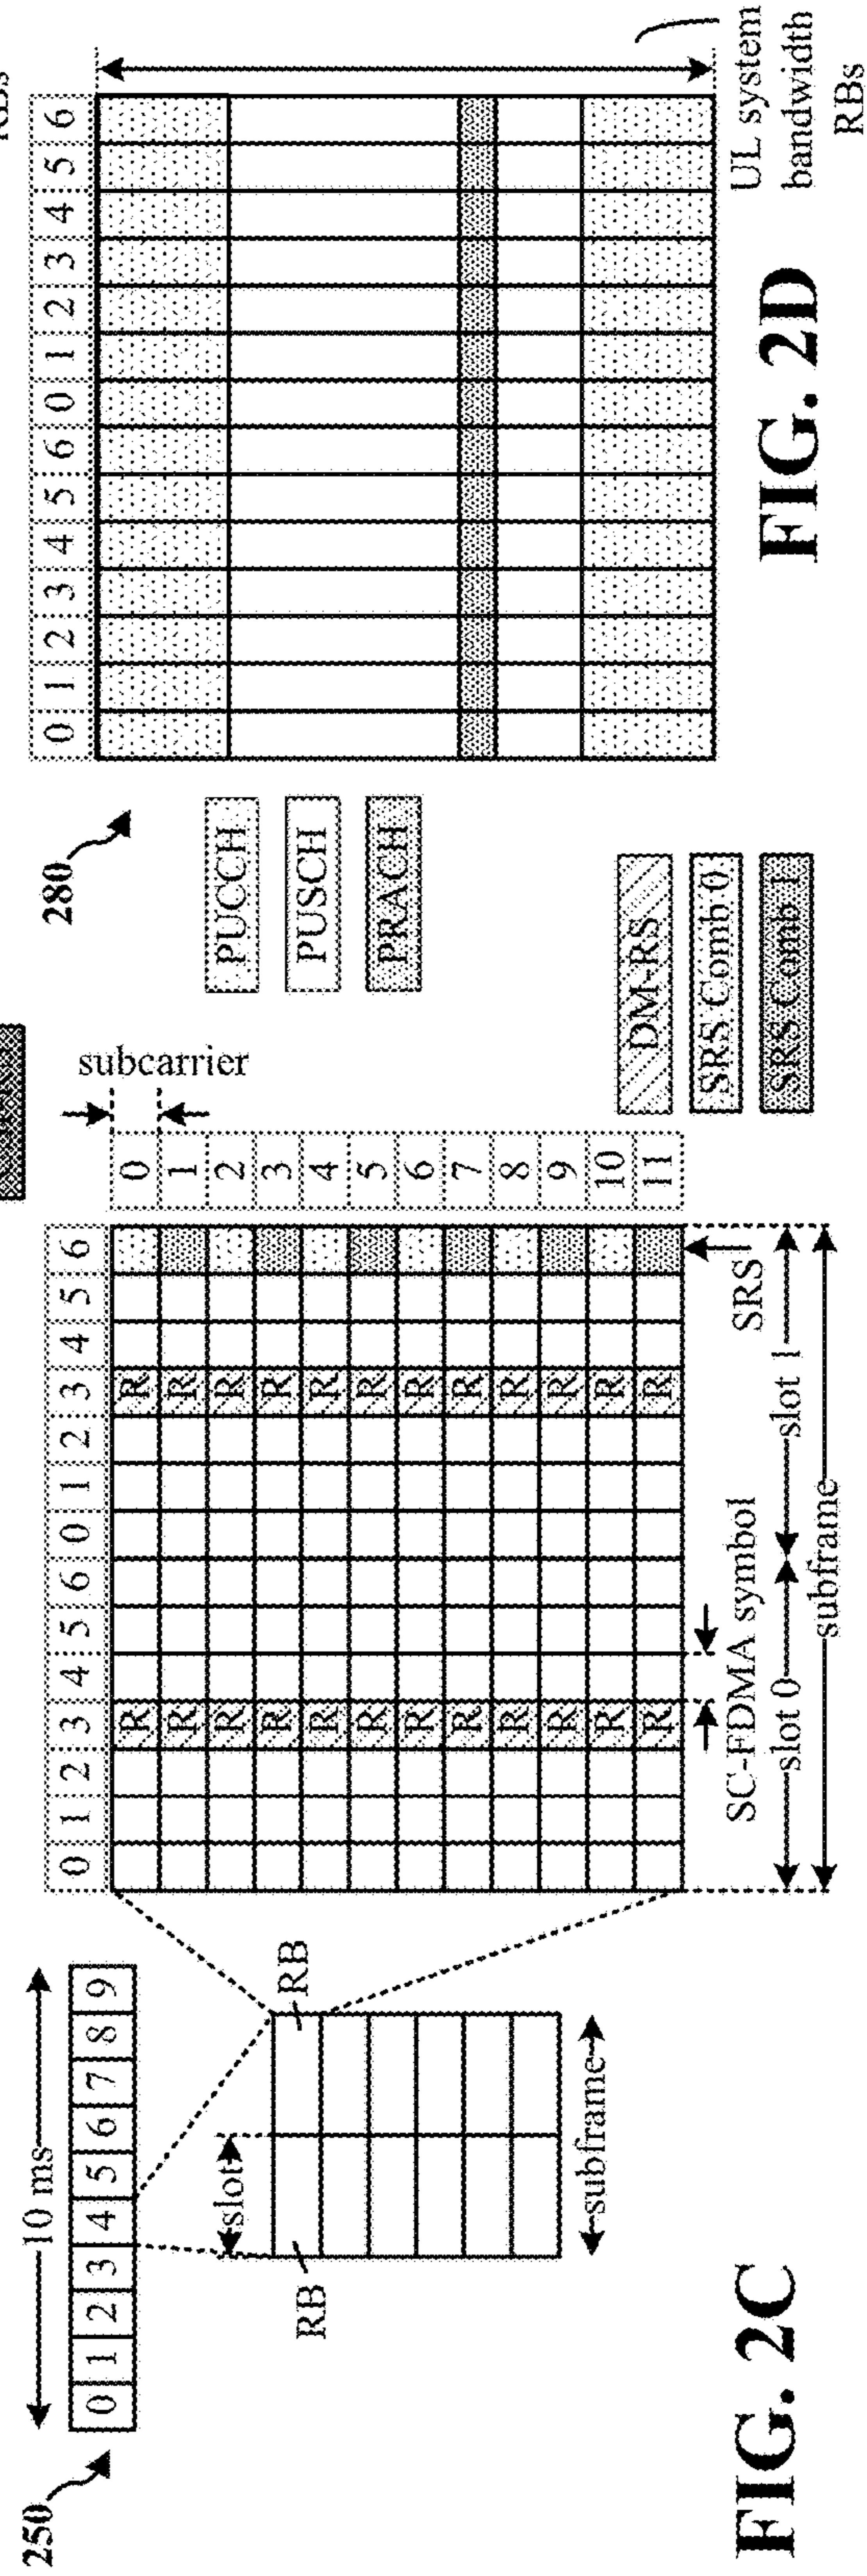 250
10 ms
0 1 2 3 4 5 6 7 8 9
slot
RB
RB
subframe
FIG. 2C
0 1 2 3 4 5 6 0 1 2 3 4 5 6
subcarrier
R R 0
R R 1
R R 2
R R 3
R R 4
R R 5
R R 6
R R 7
R R 8
R R 9
R R 10
R R 11
SC-FDMA symbol
SRS
slot 0
slot 1
subframe
DM-RS
SRS Comb 0
SRS Comb 1
280
PUCCH
PUSCH
PRACH
0 1 2 3 4 5 6 0 1 2 3 4 5 6
UL system
bandwidth
RBs
FIG. 2D
RBs